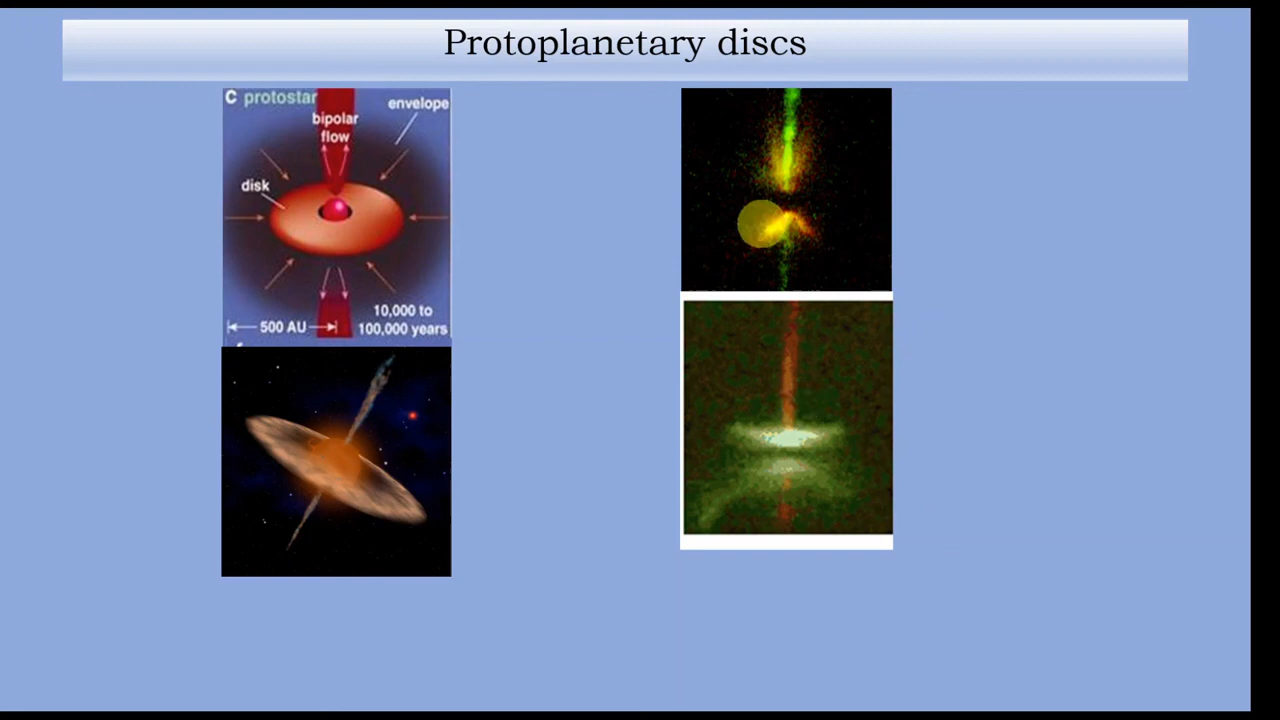 Protoplanetary discs
C protostar
envelope
bipolar
flow
disk
10,000 to
500 AU
100,000 years